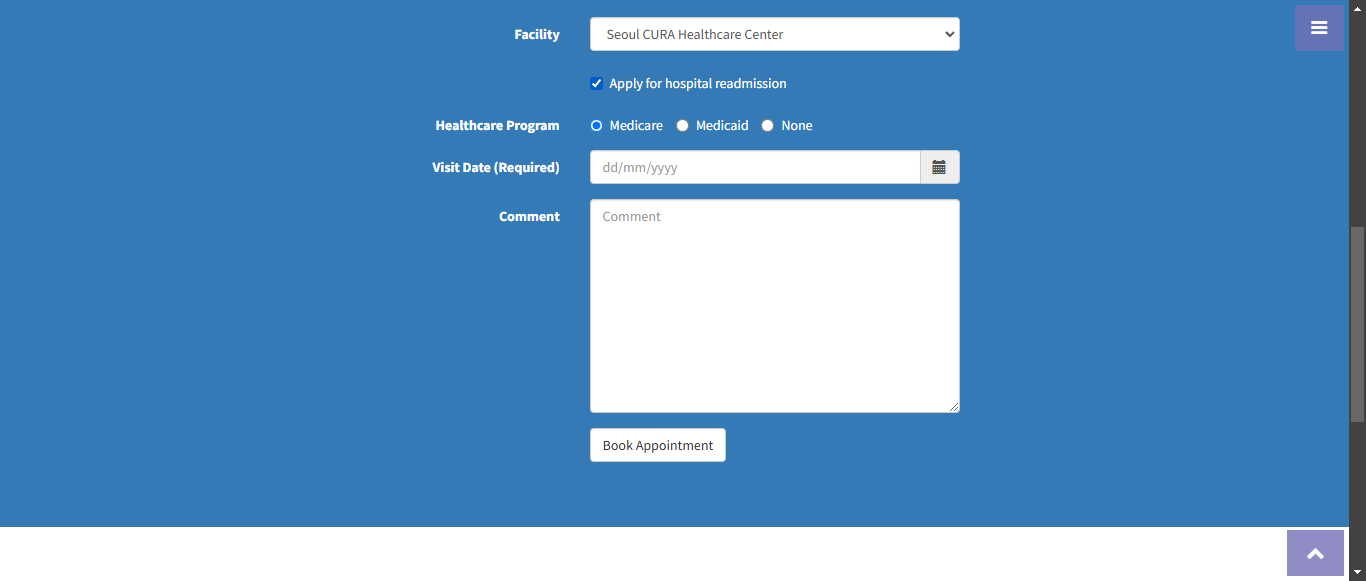 Facility
Seoul CURA Healthcare Center
Apply for hospital readmission
Healthcare Program
Medicare Medicaid None
Visit Date (Required)
dd/mm/yyyy
Comment
Comment
Book Appointment